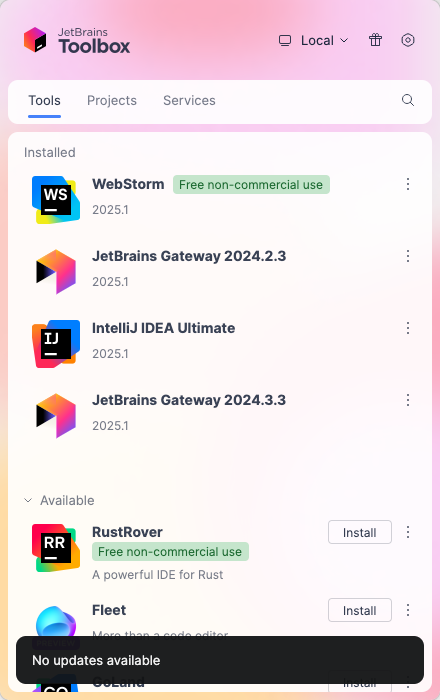 JetBrains
Toolbox
Local
Tools Projects Services
Installed
WS
WebStorm Free non-commercial use
2025.1
JetBrains Gateway 2024.2.3
2025.1
IJ
IntelliJ IDEA Ultimate
2025.1
JetBrains Gateway 2024.3.3
2025.1
Available
RR
RustRover
Install
Free non-commercial use
A powerful IDE for Rust
Fleet
Install
More than a code editor
No updates available
GO
GoLand
Install